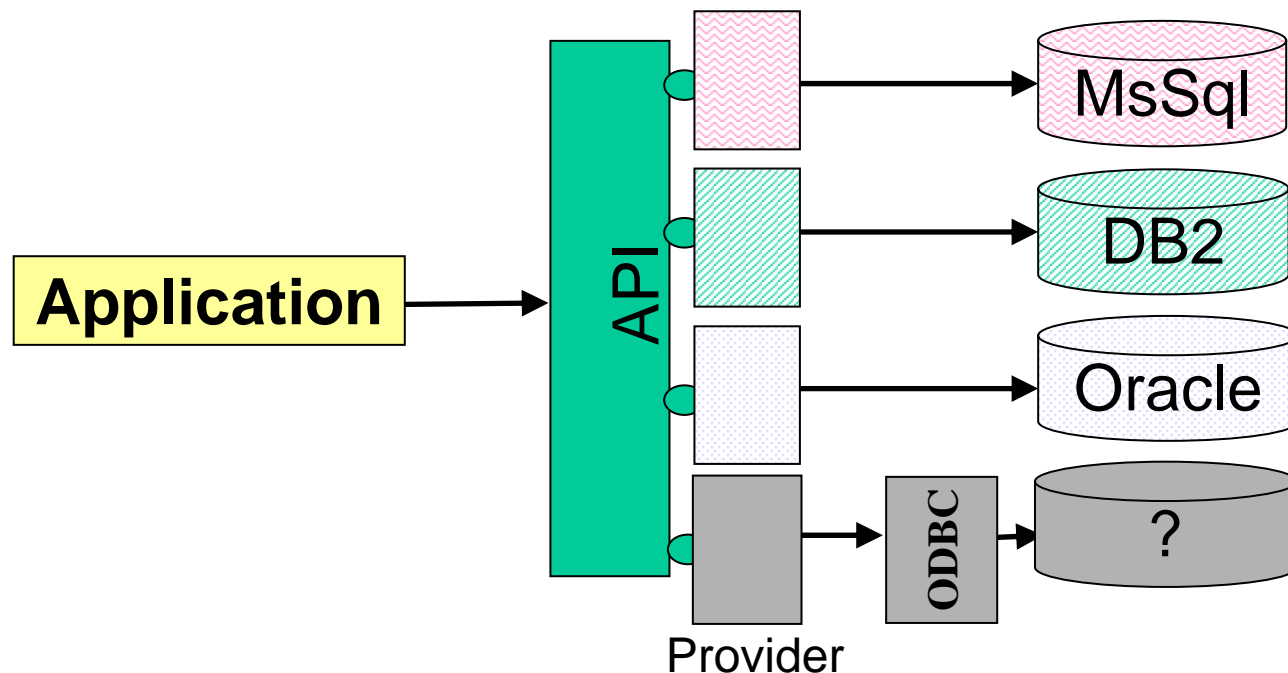 Application
API
MsSql
DB2
Oracle
ODBC
?
Provider